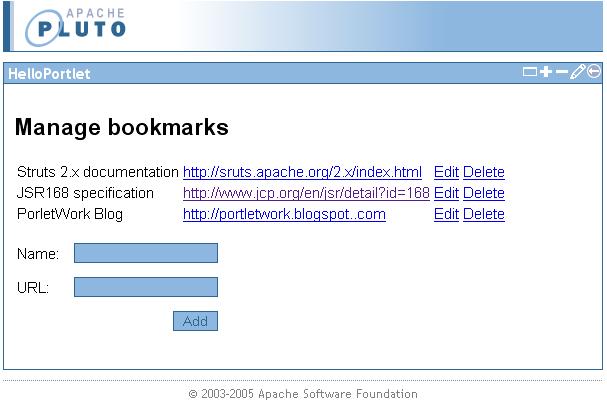 APACHE
PLUTO
HelloPortlet
Manage bookmarks
Struts 2.x documentation http://sruts.apache.org/2.x/index.html Edit Delete
JSR168 specification http://www.jcp.org/en/jsr/detail?id=168 Edit Delete
PorletWork Blog http://portletwork.blogspot..com Edit Delete
Name:
URL:
Add
© 2003-2005 Apache Software Foundation